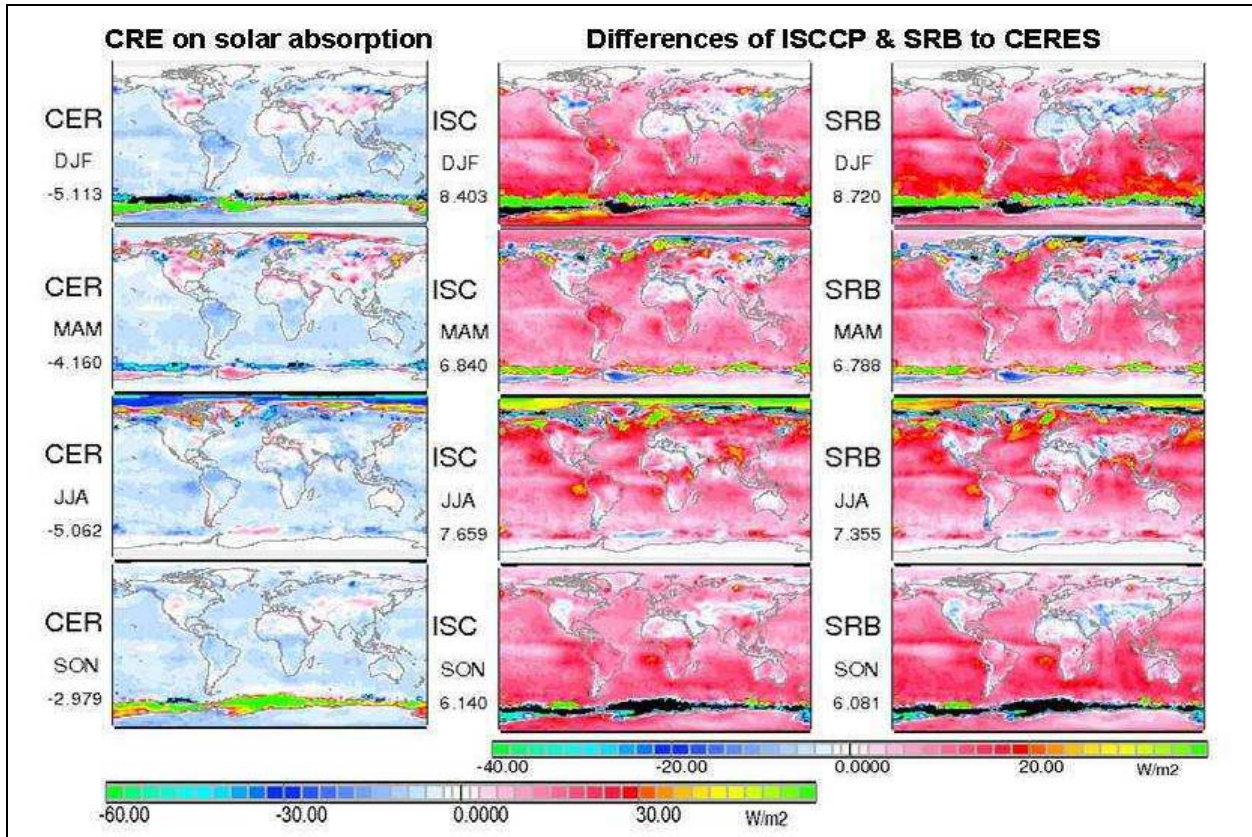 CRE on solar absorption
Differences of ISCCP & SRB to CERES
CER
DJF
-5.113
ISC
DJF
8.403
SRB
DJF
8.720
CER
MAM
-4.160
ISC
MAM
6.840
SRB
MAM
6.788
CER
JJA
-5.062
ISC
JJA
7.659
SRB
JJA
7.355
CER
SON
-2.979
ISC
SON
6.140
SRB
SON
6.081
-40.00 -20.00 0.0000 20.00 W/m2
-60.00 -30.00 0.0000 30.00 W/m2